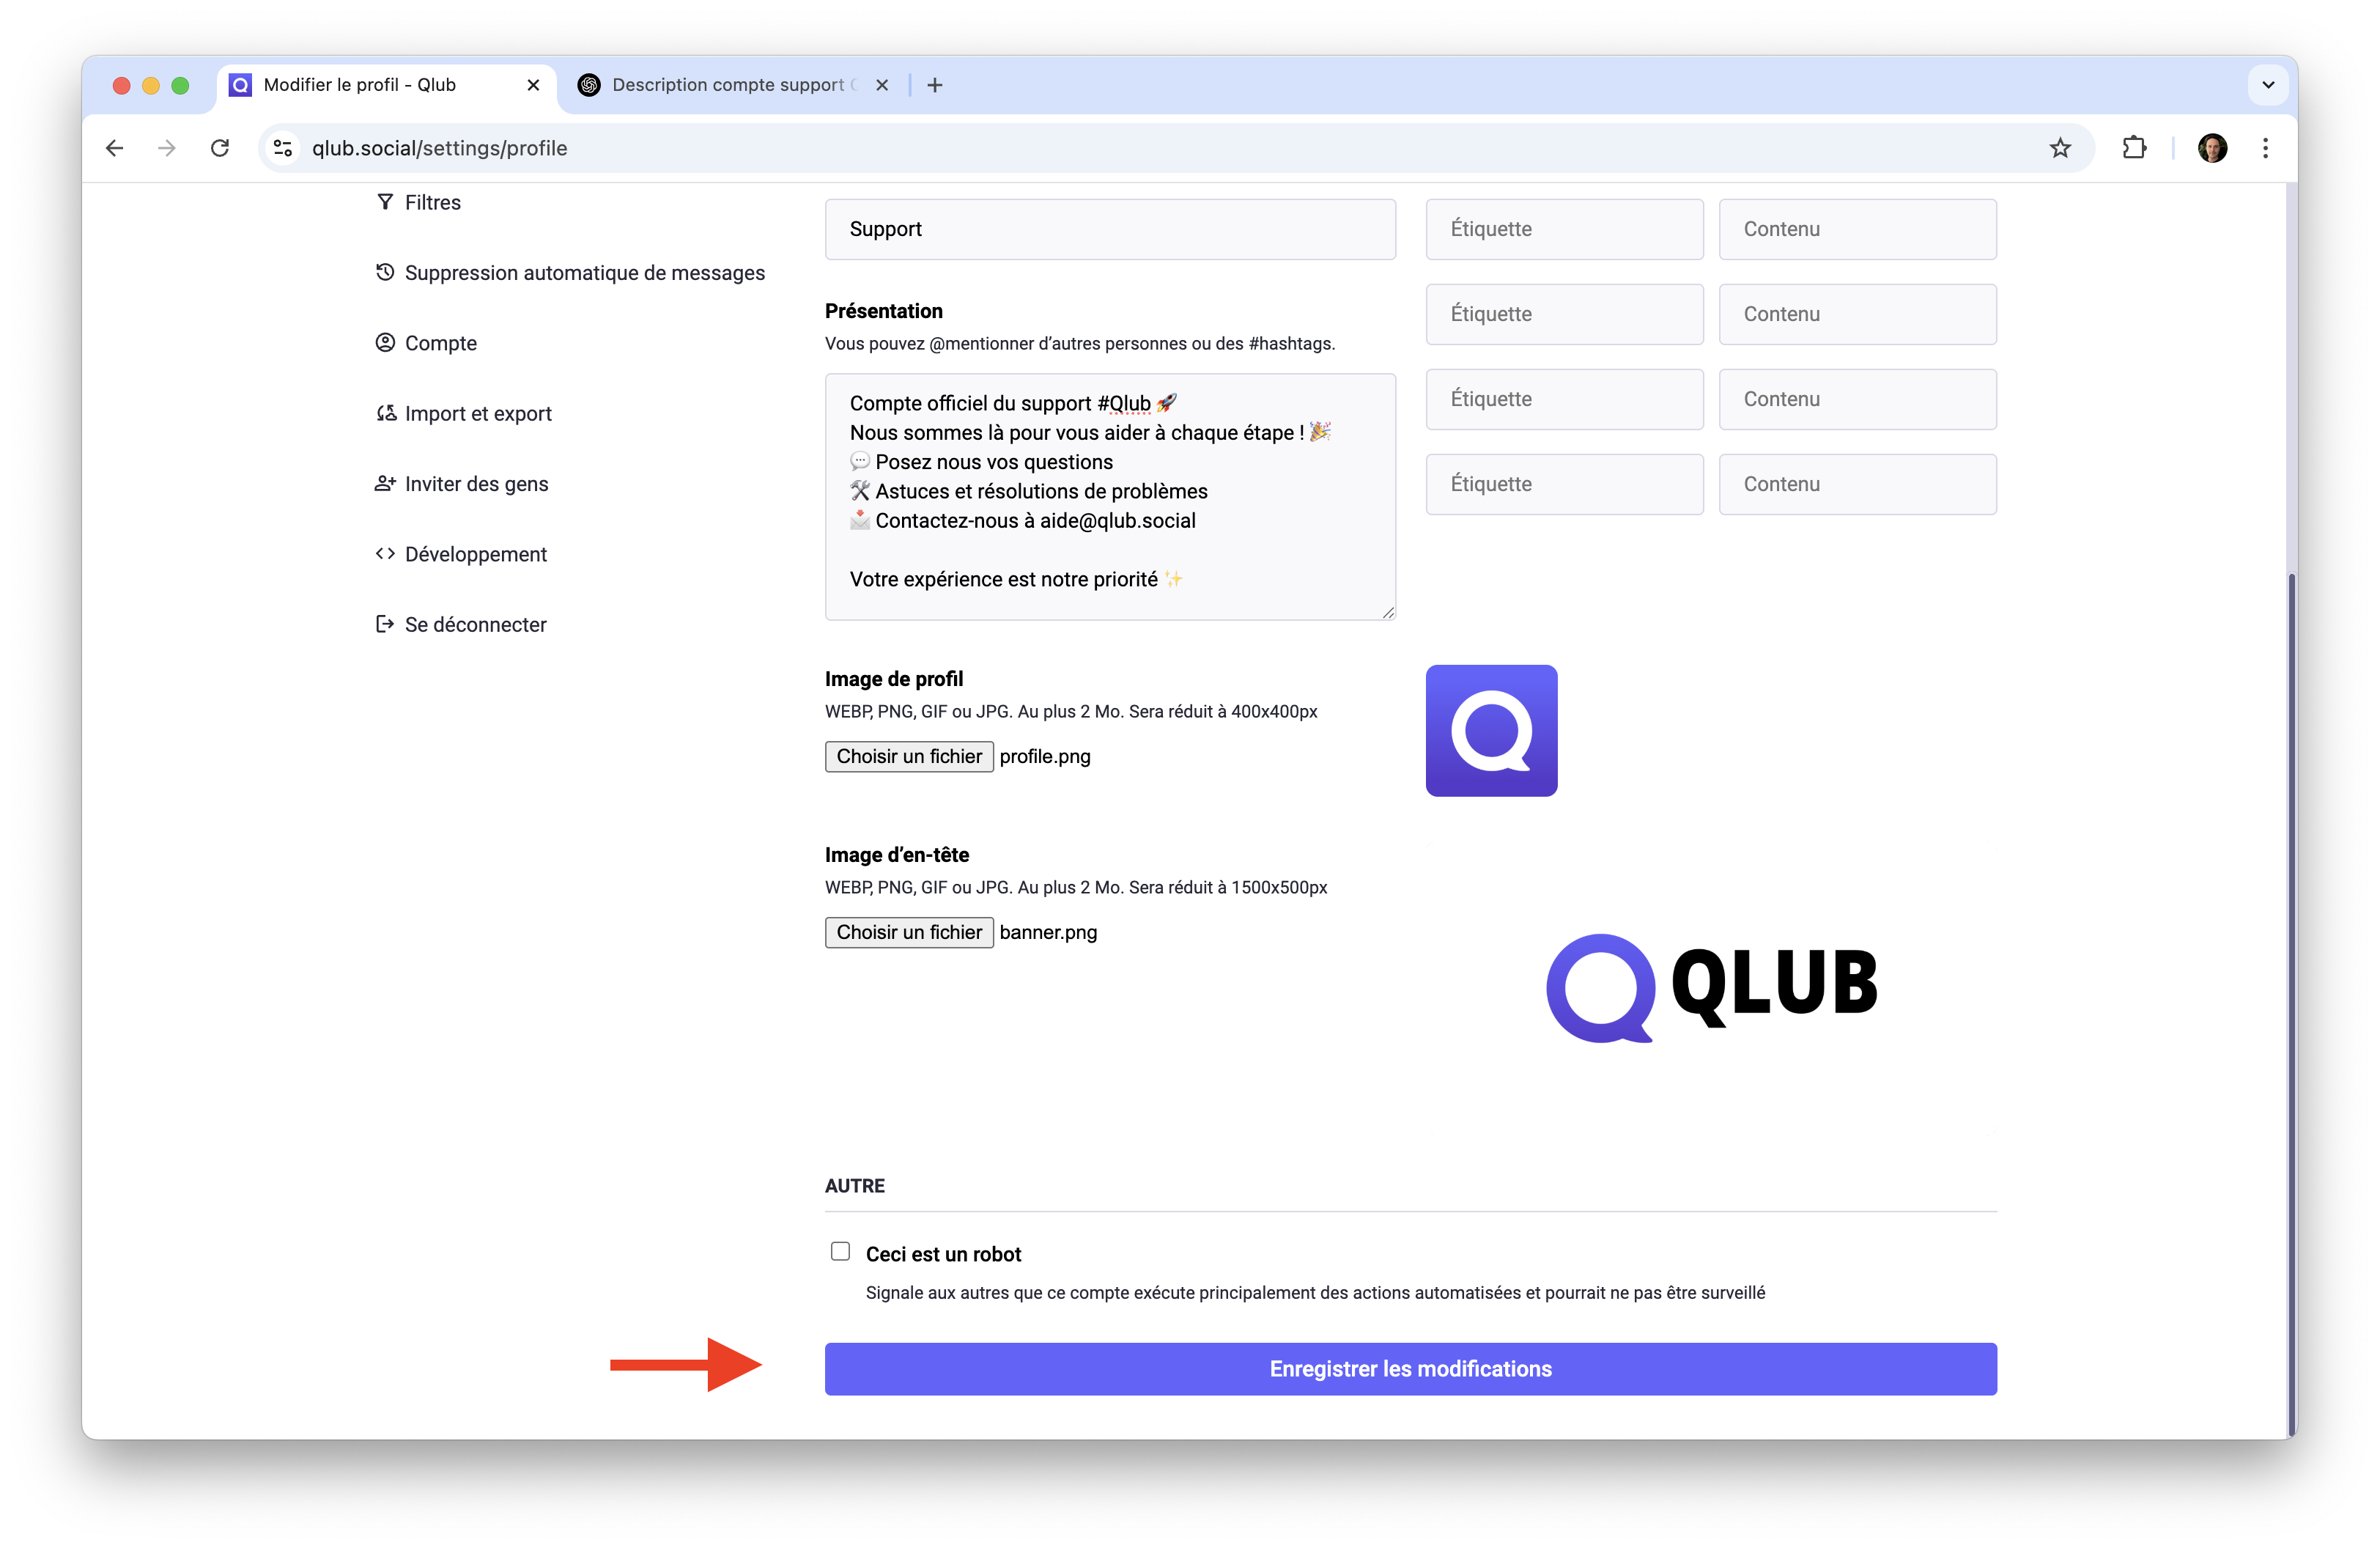 Modifier le profil - Qlub
Description compte support
qlub.social/settings/profile
Filtres
Suppression automatique de messages
Compte
Import et export
Inviter des gens
Développement
Se déconnecter
Support
Présentation
Vous pouvez @mentionner d’autres personnes ou des #hashtags.
Compte officiel du support #Qlub 🚀
Nous sommes là pour vous aider à chaque étape ! 🎉
💬 Posez nous vos questions
🛠️ Astuces et résolutions de problèmes
📩 Contactez-nous à aide@qlub.social
Votre expérience est notre priorité ✨
Étiquette Contenu
Étiquette Contenu
Étiquette Contenu
Étiquette Contenu
Image de profil
WEBP, PNG, GIF ou JPG. Au plus 2 Mo. Sera réduit à 400x400px
Choisir un fichier profile.png
Image d’en-tête
WEBP, PNG, GIF ou JPG. Au plus 2 Mo. Sera réduit à 1500x500px
Choisir un fichier banner.png
QLUB
AUTRE
Ceci est un robot
Signale aux autres que ce compte exécute principalement des actions automatisées et pourrait ne pas être surveillé
Enregistrer les modifications